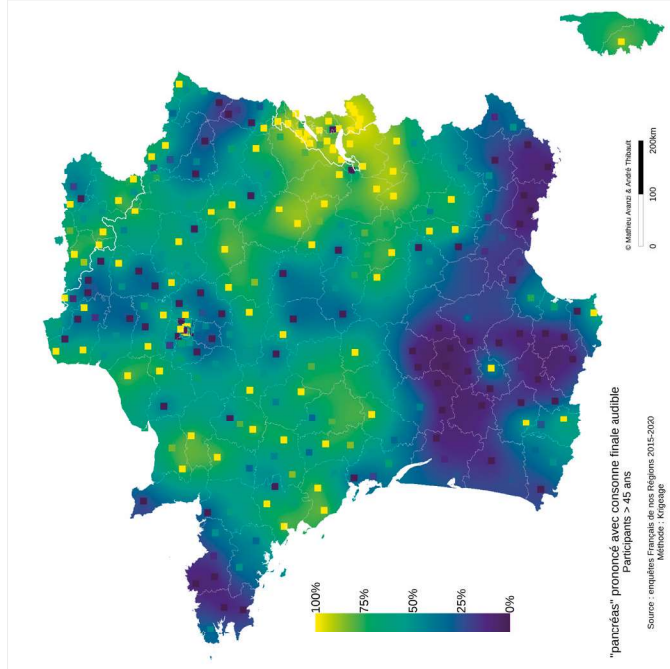 "pancréas" prononcé avec consonne finale audible
Participants > 45 ans
Source : enquêtes Français de nos Régions 2015-2020
Méthode : Krigeage
100%
75%
50%
25%
0%
© Mathieu Avanzi & André Thibault
0 100 200km